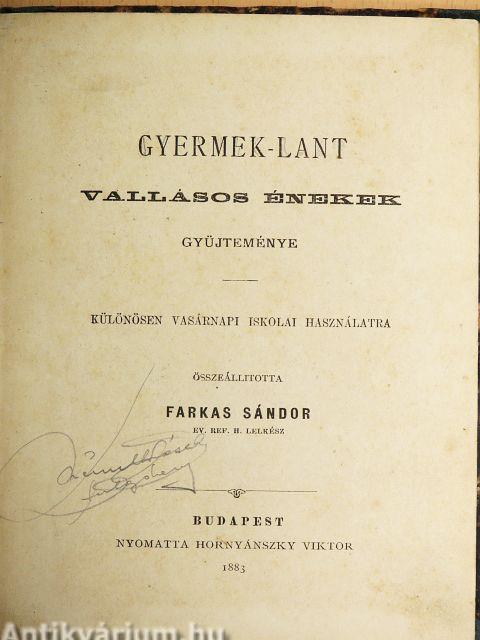 GYERMEK-LANT
VALLÁSOS ÉNEKEK
GYÜJTEMÉNYE
KÜLÖNÖSEN VASÁRNAPI ISKOLAI HASZNÁLATRA
ÖSSZEÁLLITOTTA
FARKAS SÁNDOR
EV. REF. H. LELKÉSZ
BUDAPEST
NYOMATTA HORNYÁNSZKY VIKTOR
1883
Antikvárium.hu